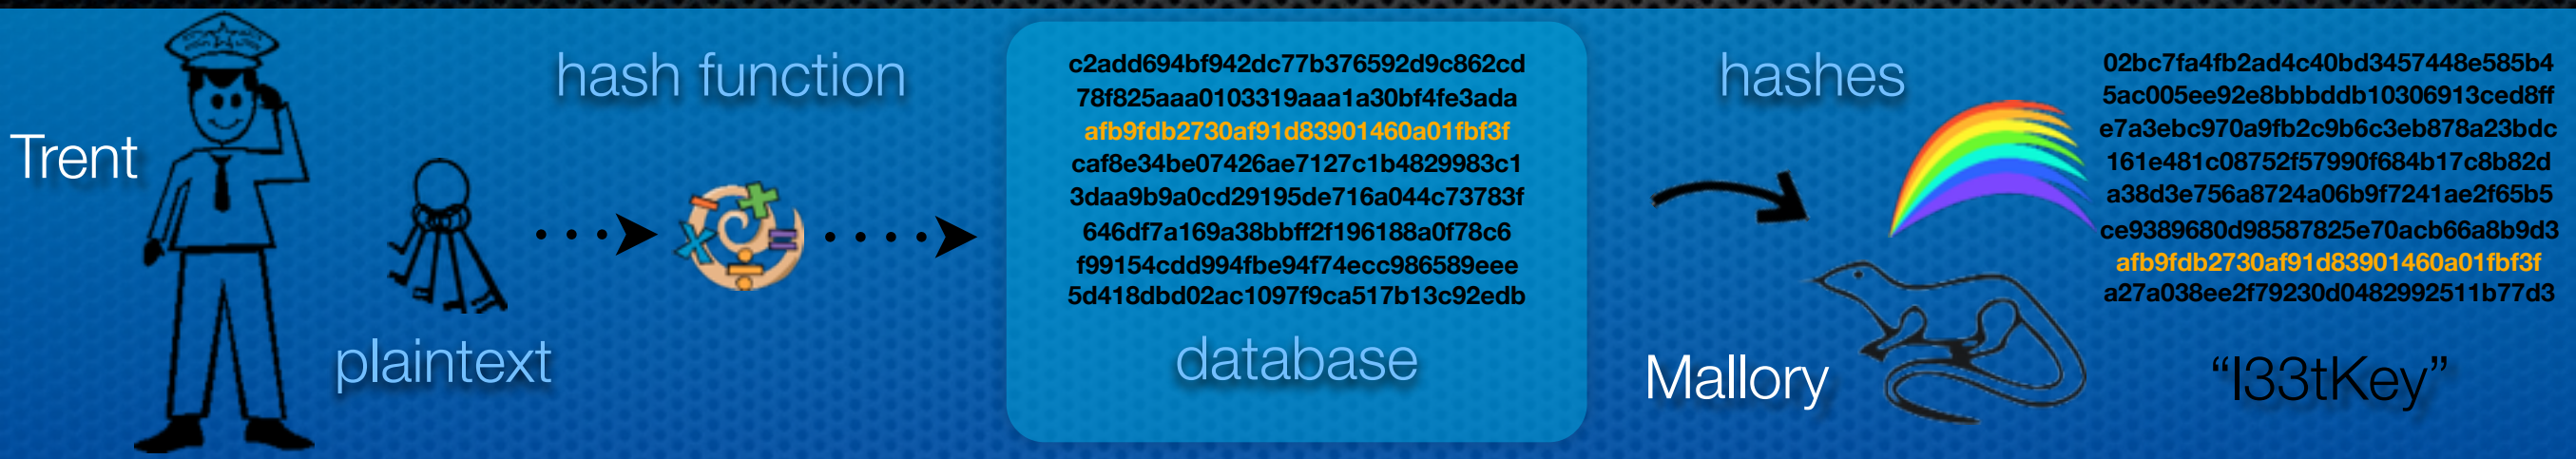 Trent
plaintext
hash function
c2add694bf942dc77b376592d9c862cd
78f825aaa0103319aaa1a30bf4fe3ada
afb9fdb2730af91d83901460a01fbf3f
caf8e34be07426ae7127c1b4829983c1
3daa9b9a0cd29195de716a044c73783f
646df7a169a38bbff2f196188a0f78c6
f99154cdd994fbe94f74ecc986589eee
5d418dbd02ac1097f9ca517b13c92edb
database
hashes
Mallory
02bc7fa4fb2ad4c40bd3457448e585b4
5ac005ee92e8bbbddb10306913ced8ff
e7a3ebc970a9fb2c9b6c3eb878a23bdc
161e481c08752f57990f684b17c8b82d
a38d3e756a8724a06b9f7241ae2f65b5
ce9389680d98587825e70acb66a8b9d3
afb9fdb2730af91d83901460a01fbf3f
a27a038ee2f79230d0482992511b77d3
“l33tKey”